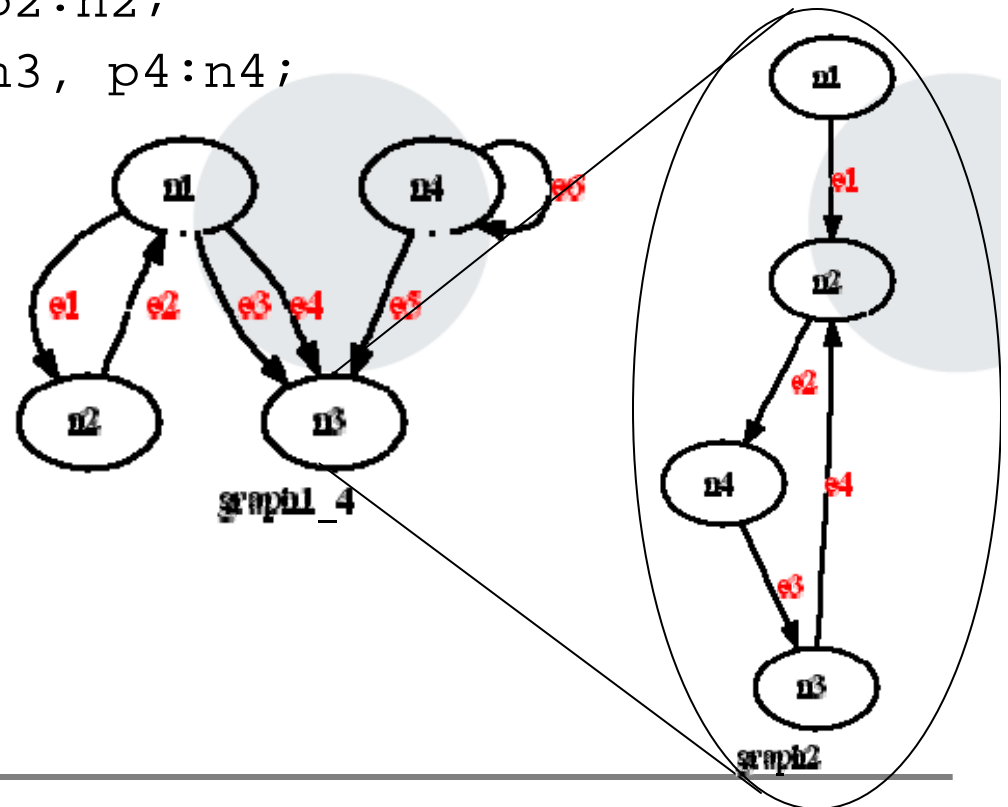 p2:n2;
n3, p4:n4;
n1
n4
e6
e1
e2
e3
e4
e5
n2
n3
graph1_4
n1
e1
n2
e2
n4
e4
e3
n3
graph2